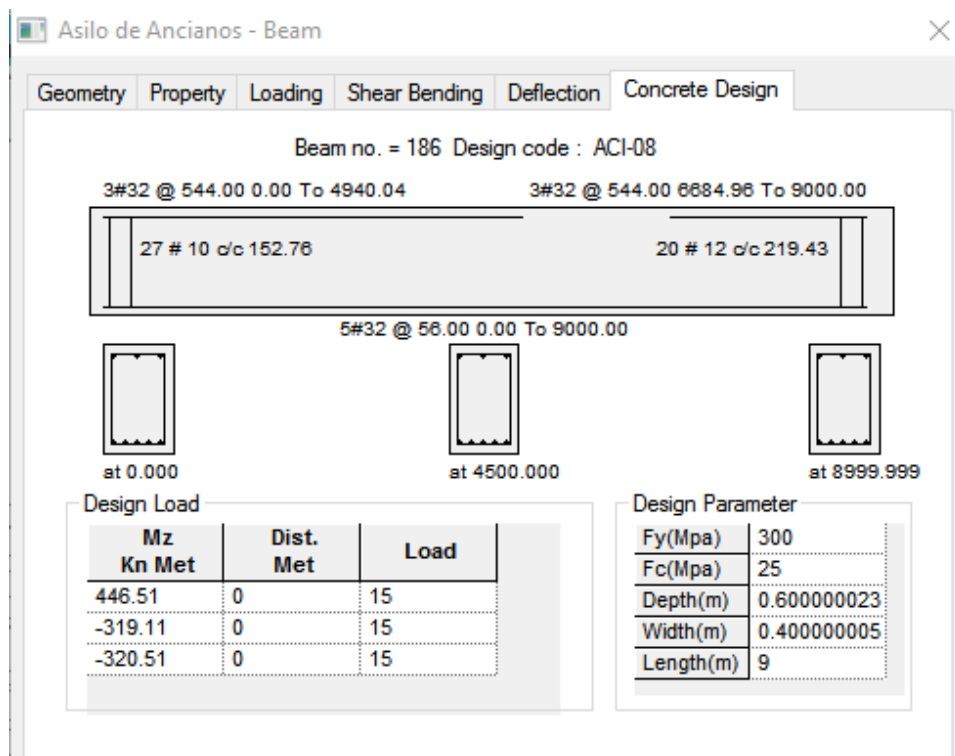 Asilo de Ancianos - Beam
Geometry Property Loading Shear Bending Deflection Concrete Design
Beam no. = 186 Design code : ACI-08
3#32 @ 544.00 0.00 To 4940.04 3#32 @ 544.00 6684.96 To 9000.00
27 # 10 c/c 152.76 20 # 12 c/c 219.43
5#32 @ 56.00 0.00 To 9000.00
at 0.000 at 4500.000 at 8999.999
Design Load Design Parameter
Mz Kn Met Dist. Met Load
446.51 0 15
-319.11 0 15
-320.51 0 15
Fy(Mpa) 300
Fc(Mpa) 25
Depth(m) 0.600000023
Width(m) 0.400000005
Length(m) 9